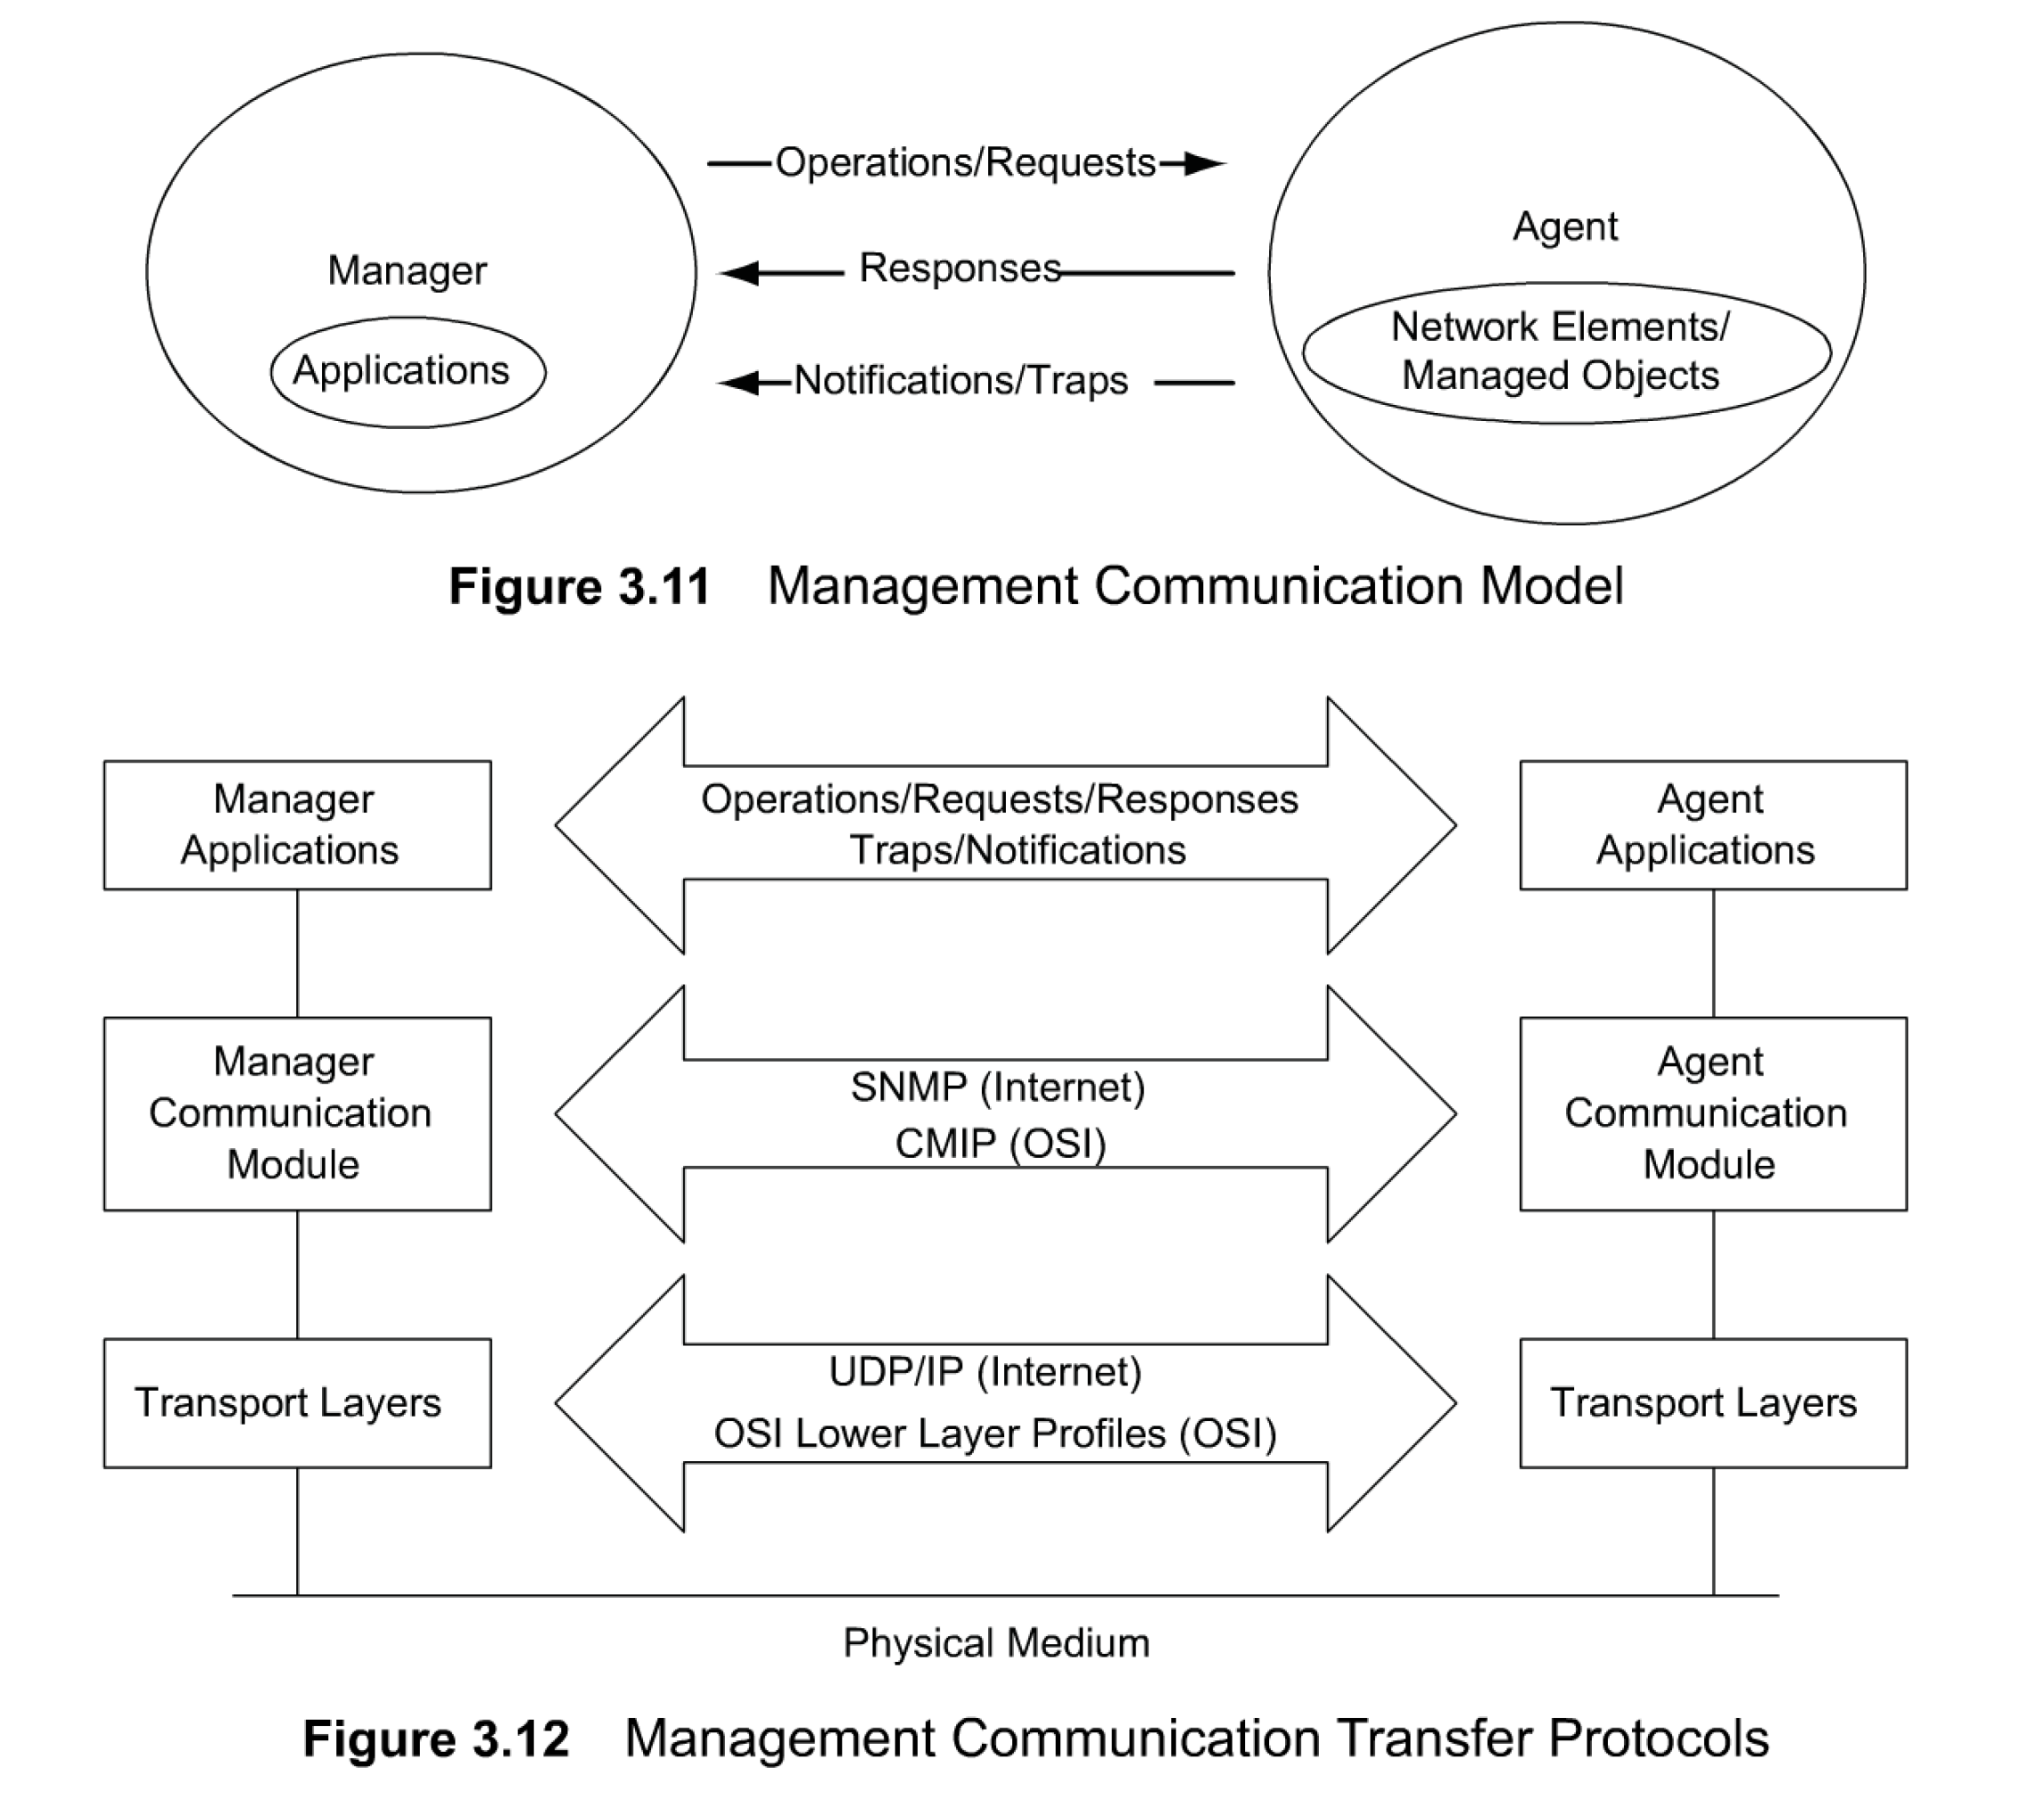 Operations/Requests
Agent
Manager
Responses
Network Elements/
Managed Objects
Applications
Notifications/Traps
Figure 3.11 Management Communication Model
Manager
Applications
Operations/Requests/Responses
Traps/Notifications
Agent
Applications
Manager
Communication
Module
SNMP (Internet)
CMIP (OSI)
Agent
Communication
Module
Transport Layers
UDP/IP (Internet)
OSI Lower Layer Profiles (OSI)
Transport Layers
Physical Medium
Figure 3.12 Management Communication Transfer Protocols